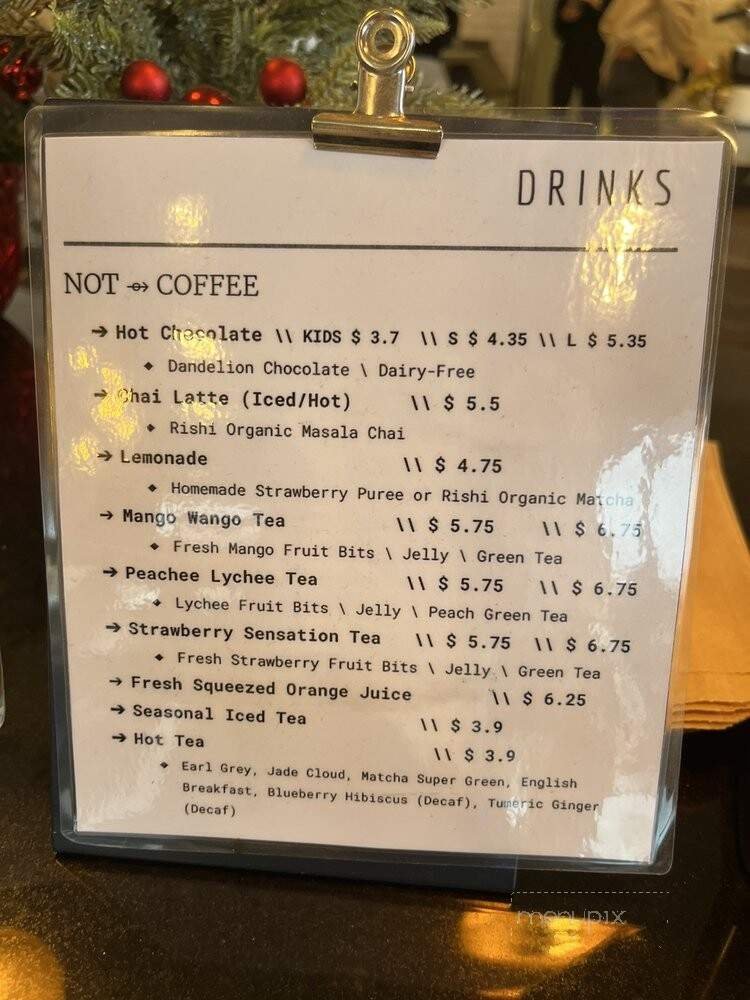 DRINKS
NOT ↔ COFFEE
➔ Hot Chocolate \\ KIDS $ 3.7 \\ S $ 4.35 \\ L $ 5.35
◆ Dandelion Chocolate \ Dairy-Free
➔ Chai Latte (Iced/Hot) \\ $ 5.5
◆ Rishi Organic Masala Chai
➔ Lemonade \\ $ 4.75
◆ Homemade Strawberry Puree or Rishi Organic Matcha
➔ Mango Wango Tea \\ $ 5.75 \\ $ 6.75
◆ Fresh Mango Fruit Bits \ Jelly \ Green Tea
➔ Peachee Lychee Tea \\ $ 5.75 \\ $ 6.75
◆ Lychee Fruit Bits \ Jelly \ Peach Green Tea
➔ Strawberry Sensation Tea \\ $ 5.75 \\ $ 6.75
◆ Fresh Strawberry Fruit Bits \ Jelly \ Green Tea
➔ Fresh Squeezed Orange Juice \\ $ 6.25
➔ Seasonal Iced Tea \\ $ 3.9
➔ Hot Tea \\ $ 3.9
◆ Earl Grey, Jade Cloud, Matcha Super Green, English
Breakfast, Blueberry Hibiscus (Decaf), Tumeric Ginger
(Decaf)
menupix